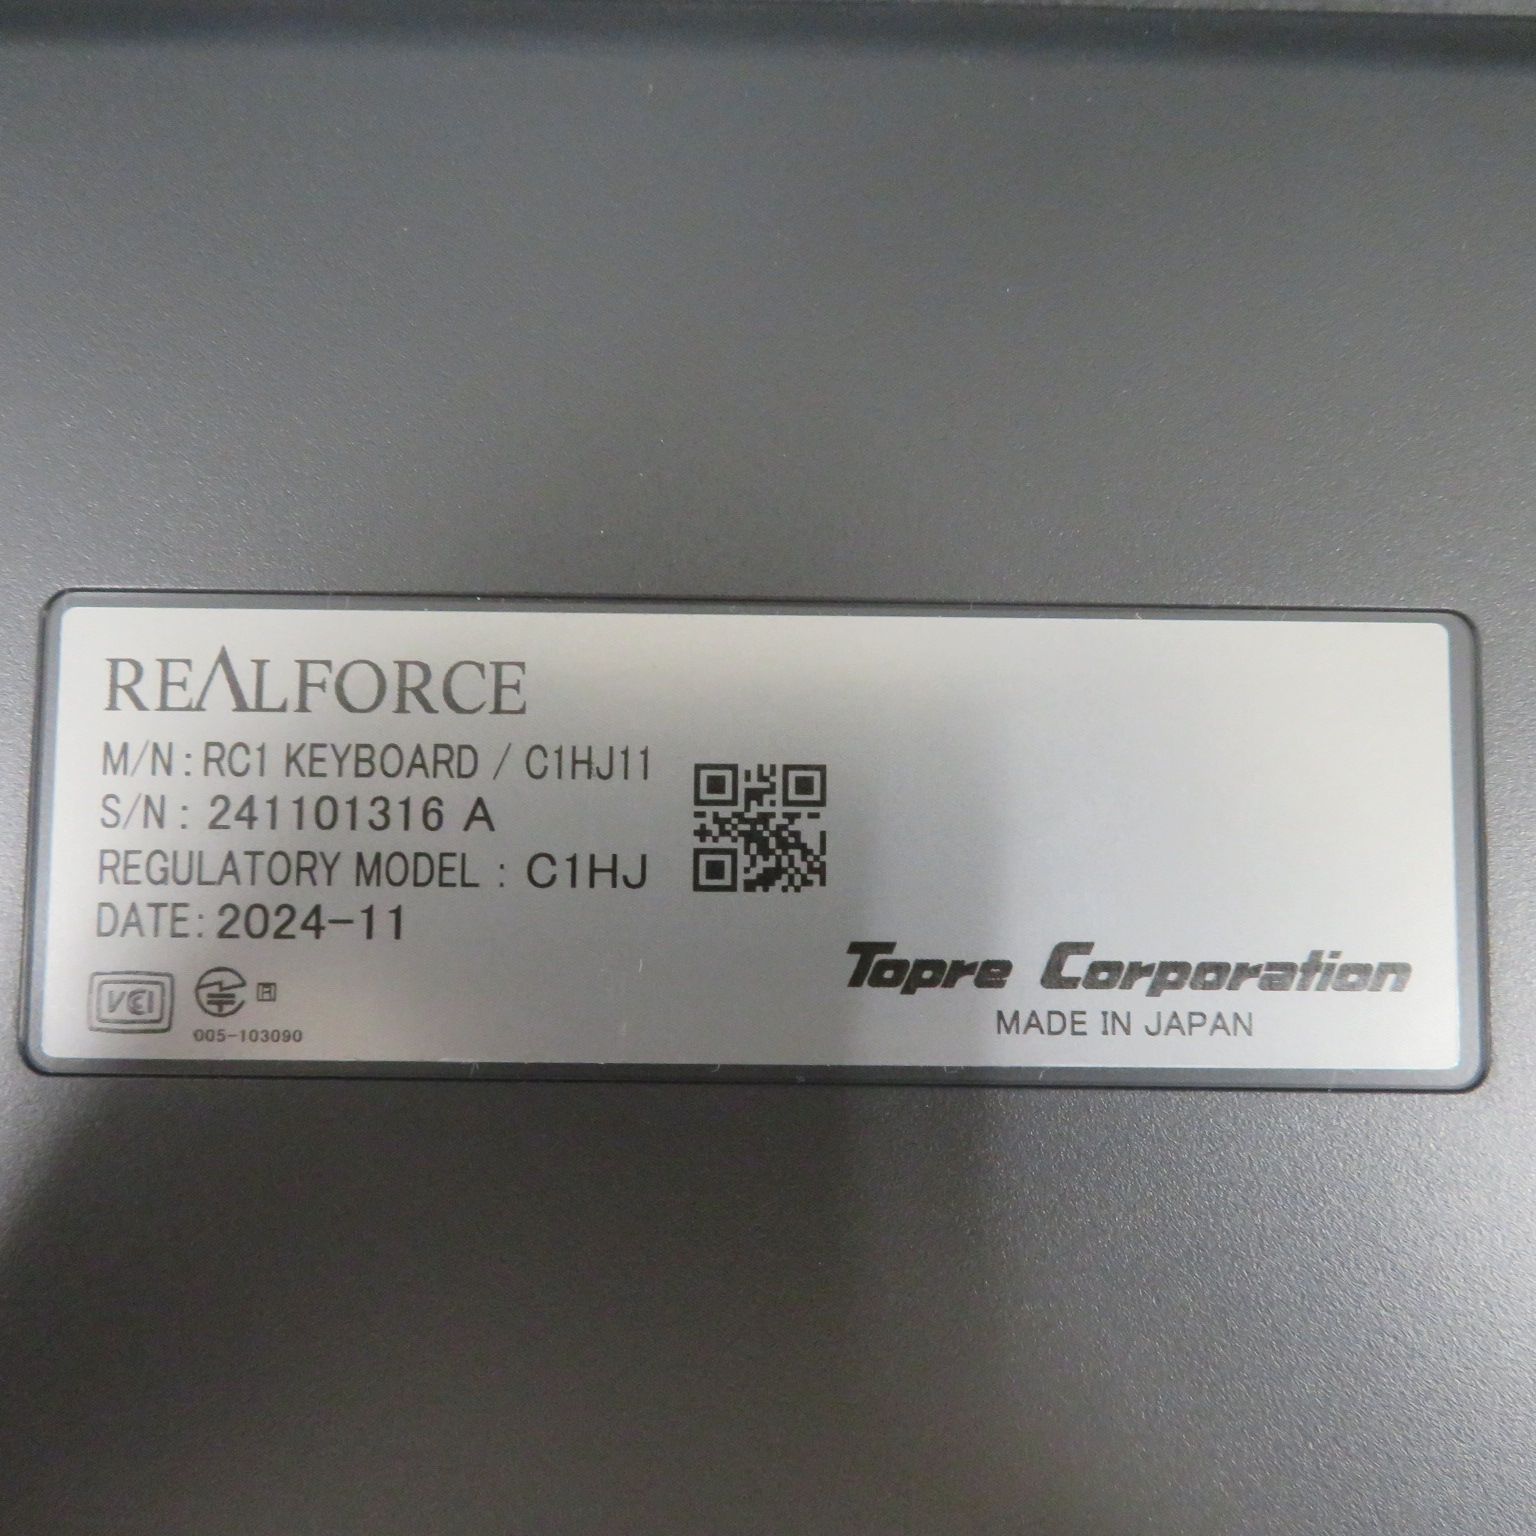 REALFORCE
M/N: RC1 KEYBOARD / C1HJ11
S/N: 241101316 A
REGULATORY MODEL : C1HJ
DATE: 2024-11
VCI
R
005-103090
Topre Corporation
MADE IN JAPAN